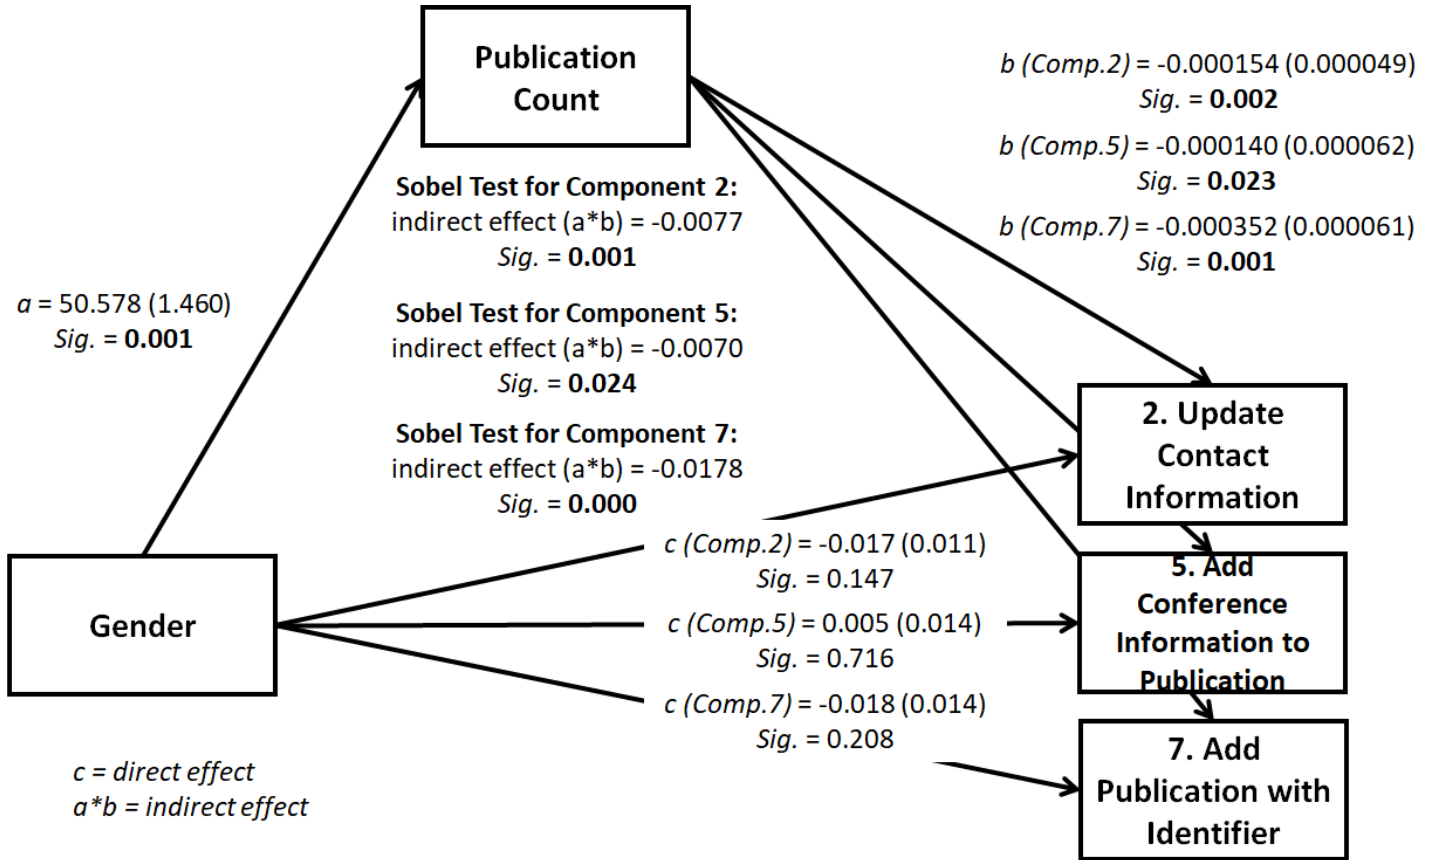 Publication
Count
b (Comp.2) = -0.000154 (0.000049)
Sig. = 0.002
b (Comp.5) = -0.000140 (0.000062)
Sig. = 0.023
b (Comp.7) = -0.000352 (0.000061)
Sig. = 0.001
Sobel Test for Component 2:
indirect effect (a*b) = -0.0077
Sig. = 0.001
a = 50.578 (1.460)
Sig. = 0.001
Sobel Test for Component 5:
indirect effect (a*b) = -0.0070
Sig. = 0.024
Sobel Test for Component 7:
indirect effect (a*b) = -0.0178
Sig. = 0.000
2. Update
Contact
Information
Gender
c (Comp.2) = -0.017 (0.011)
Sig. = 0.147
c (Comp.5) = 0.005 (0.014)
Sig. = 0.716
c (Comp.7) = -0.018 (0.014)
Sig. = 0.208
5. Add
Conference
Information to
Publication
7. Add
Publication with
Identifier
c = direct effect
a*b = indirect effect